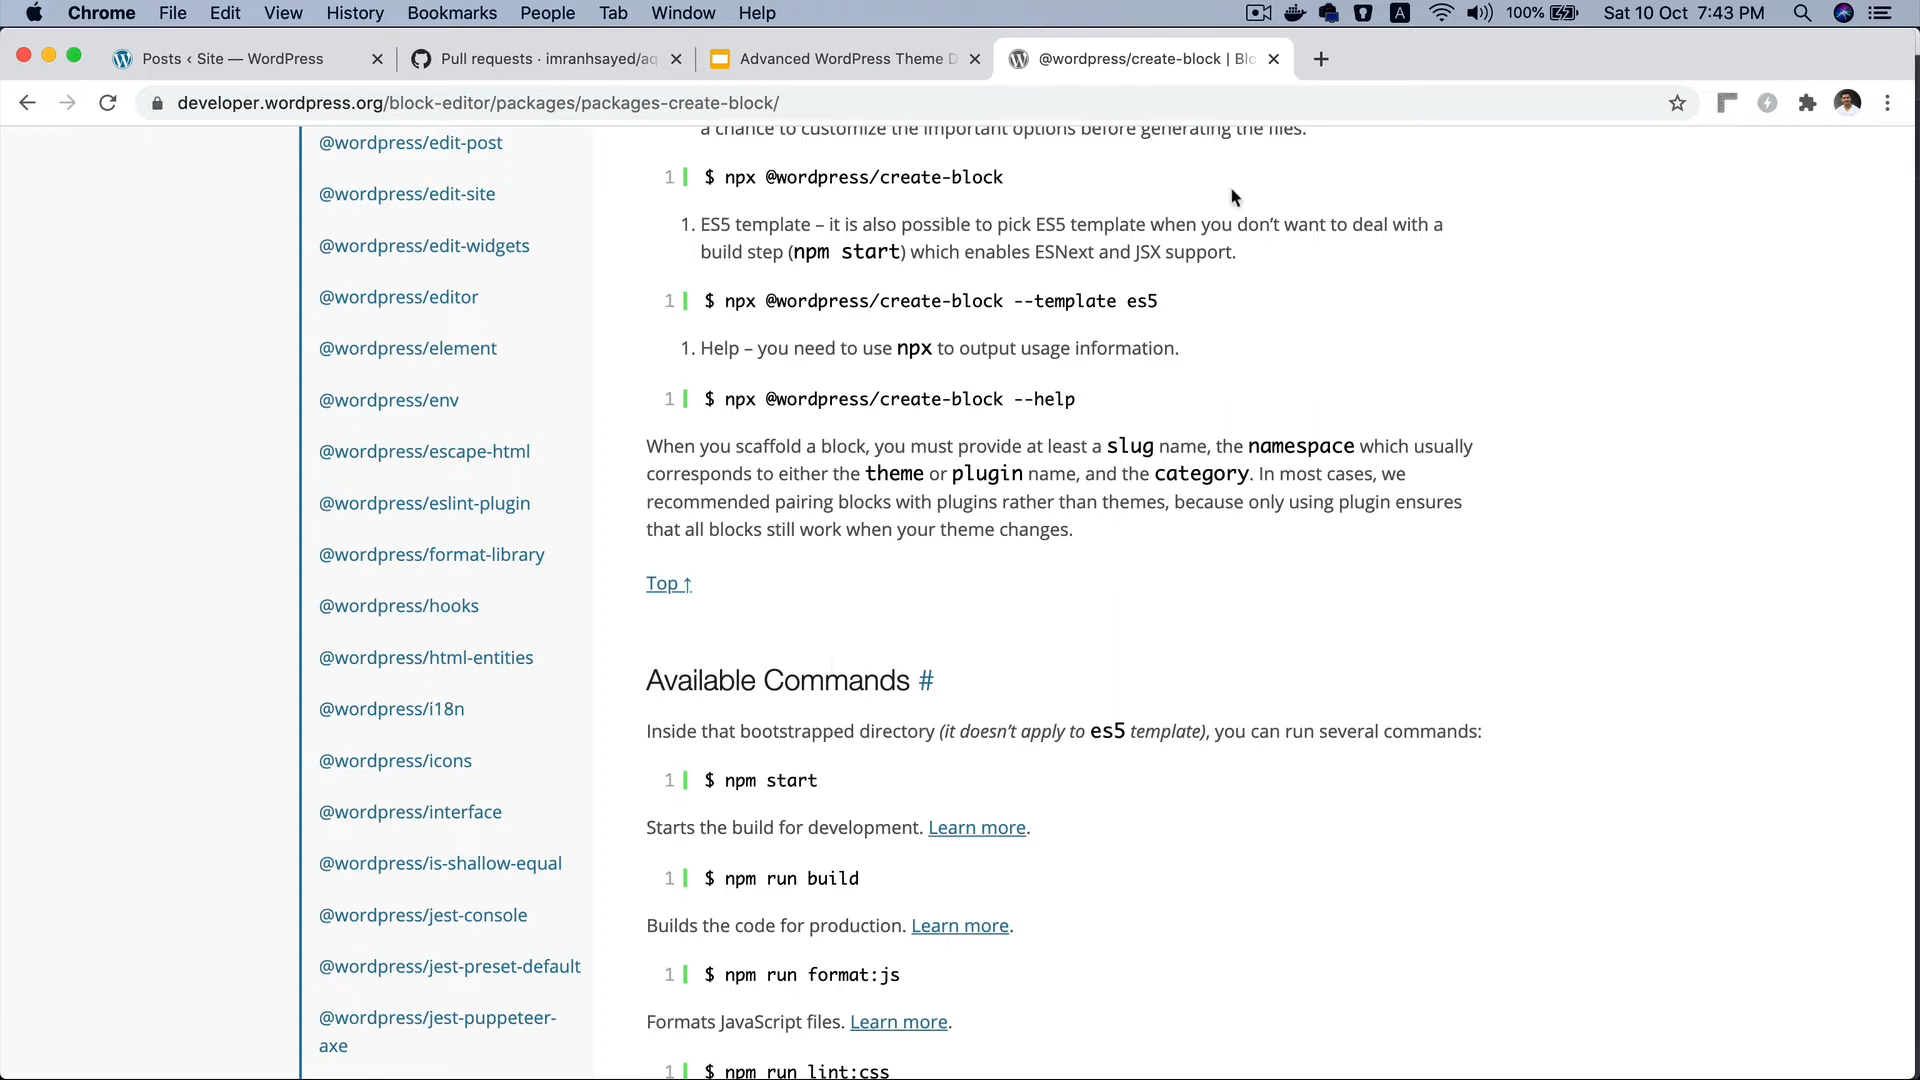 Chrome File Edit View History Bookmarks People Tab Window Help A 100% Sat 10 Oct 7:43 PM
Posts ‹ Site — WordPress
Pull requests · imranhsayed/aq
Advanced WordPress Theme D
@wordpress/create-block | Blo
developer.wordpress.org/block-editor/packages/packages-create-block/
@wordpress/edit-post
@wordpress/edit-site
@wordpress/edit-widgets
@wordpress/editor
@wordpress/element
@wordpress/env
@wordpress/escape-html
@wordpress/eslint-plugin
@wordpress/format-library
@wordpress/hooks
@wordpress/html-entities
@wordpress/i18n
@wordpress/icons
@wordpress/interface
@wordpress/is-shallow-equal
@wordpress/jest-console
@wordpress/jest-preset-default
@wordpress/jest-puppeteer-
axe
a chance to customize the important options before generating the files.
1 $ npx @wordpress/create-block
1. ES5 template – it is also possible to pick ES5 template when you don’t want to deal with a
build step (npm start) which enables ESNext and JSX support.
1 $ npx @wordpress/create-block --template es5
1. Help – you need to use npx to output usage information.
1 $ npx @wordpress/create-block --help
When you scaffold a block, you must provide at least a slug name, the namespace which usually
corresponds to either the theme or plugin name, and the category. In most cases, we
recommended pairing blocks with plugins rather than themes, because only using plugin ensures
that all blocks still work when your theme changes.
Top ↑
Available Commands #
Inside that bootstrapped directory (it doesn’t apply to es5 template), you can run several commands:
1 $ npm start
Starts the build for development. Learn more.
1 $ npm run build
Builds the code for production. Learn more.
1 $ npm run format:js
Formats JavaScript files. Learn more.
1 $ npm run lint:css